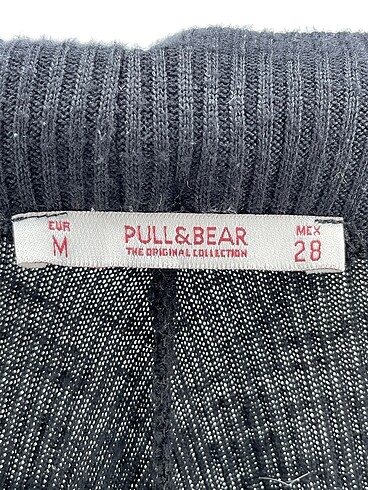 EUR
M
PULL&BEAR
THE ORIGINAL COLLECTION
MEX
28